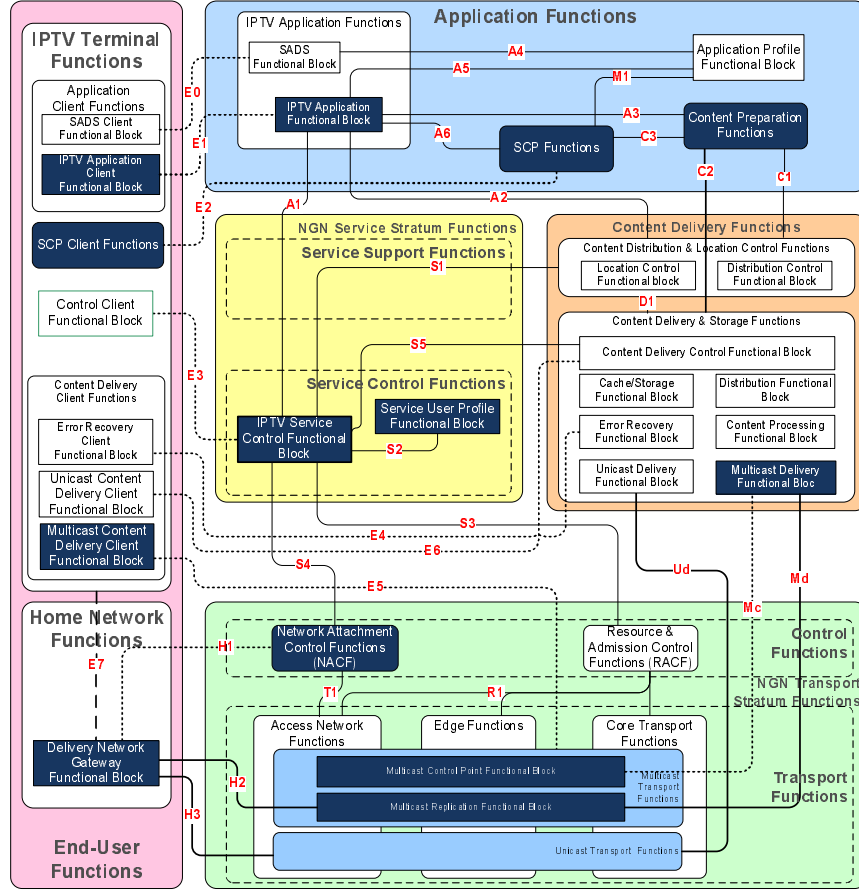 Application Functions
IPTV Terminal
Functions
Application
Client Functions
SADS Client
Functional Block
IPTV Application
Client
Functional Block
SCP Client Functions
Control Client
Functional Block
Content Delivery
Client Functions
Error Recovery
Client
Functional Block
Unicast Content
Delivery Client
Functional Block
Multicast Content
Delivery Client
Functional Block
Home Network
Functions
Delivery Network
Gateway
Functional Block
End-User
Functions
E0
E1
E2
E3
E4
E6
E5
E7
H1
H2
H3
IPTV Application Functions
SADS
Functional Block
IPTV Application
Functional Block
Application Profile
Functional Block
SCP Functions
Content Preparation
Functions
A4
A5
M1
A3
A6
C3
C2
C1
A1
A2
NGN Service Stratum Functions
Service Support Functions
S1
Service Control Functions
S5
IPTV Service
Control Functional
Block
Service User Profile
Functional Block
S2
S3
S4
Content Delivery Functions
Content Distribution & Location Control Functions
Location Control
Functional block
Distribution Control
Functional Block
D1
Content Delivery & Storage Functions
Content Delivery Control Functional Block
Cache/Storage
Functional Block
Distribution Functional
Block
Error Recovery
Functional Block
Content Processing
Functional Block
Unicast Delivery
Functional Block
Multicast Delivery
Functional Bloc
Ud
Md
Mc
Network Attachment
Control Functions
(NACF)
Resource &
Admission Control
Functions (RACF)
Control
Functions
T1
R1
NGN Transport
Stratum Functions
Access Network
Functions
Edge Functions
Core Transport
Functions
Multicast Control Point Functional Block
Multicast Replication Functional Block
Multicast
Transport
Functions
Unicast Transport Functions
Transport
Functions